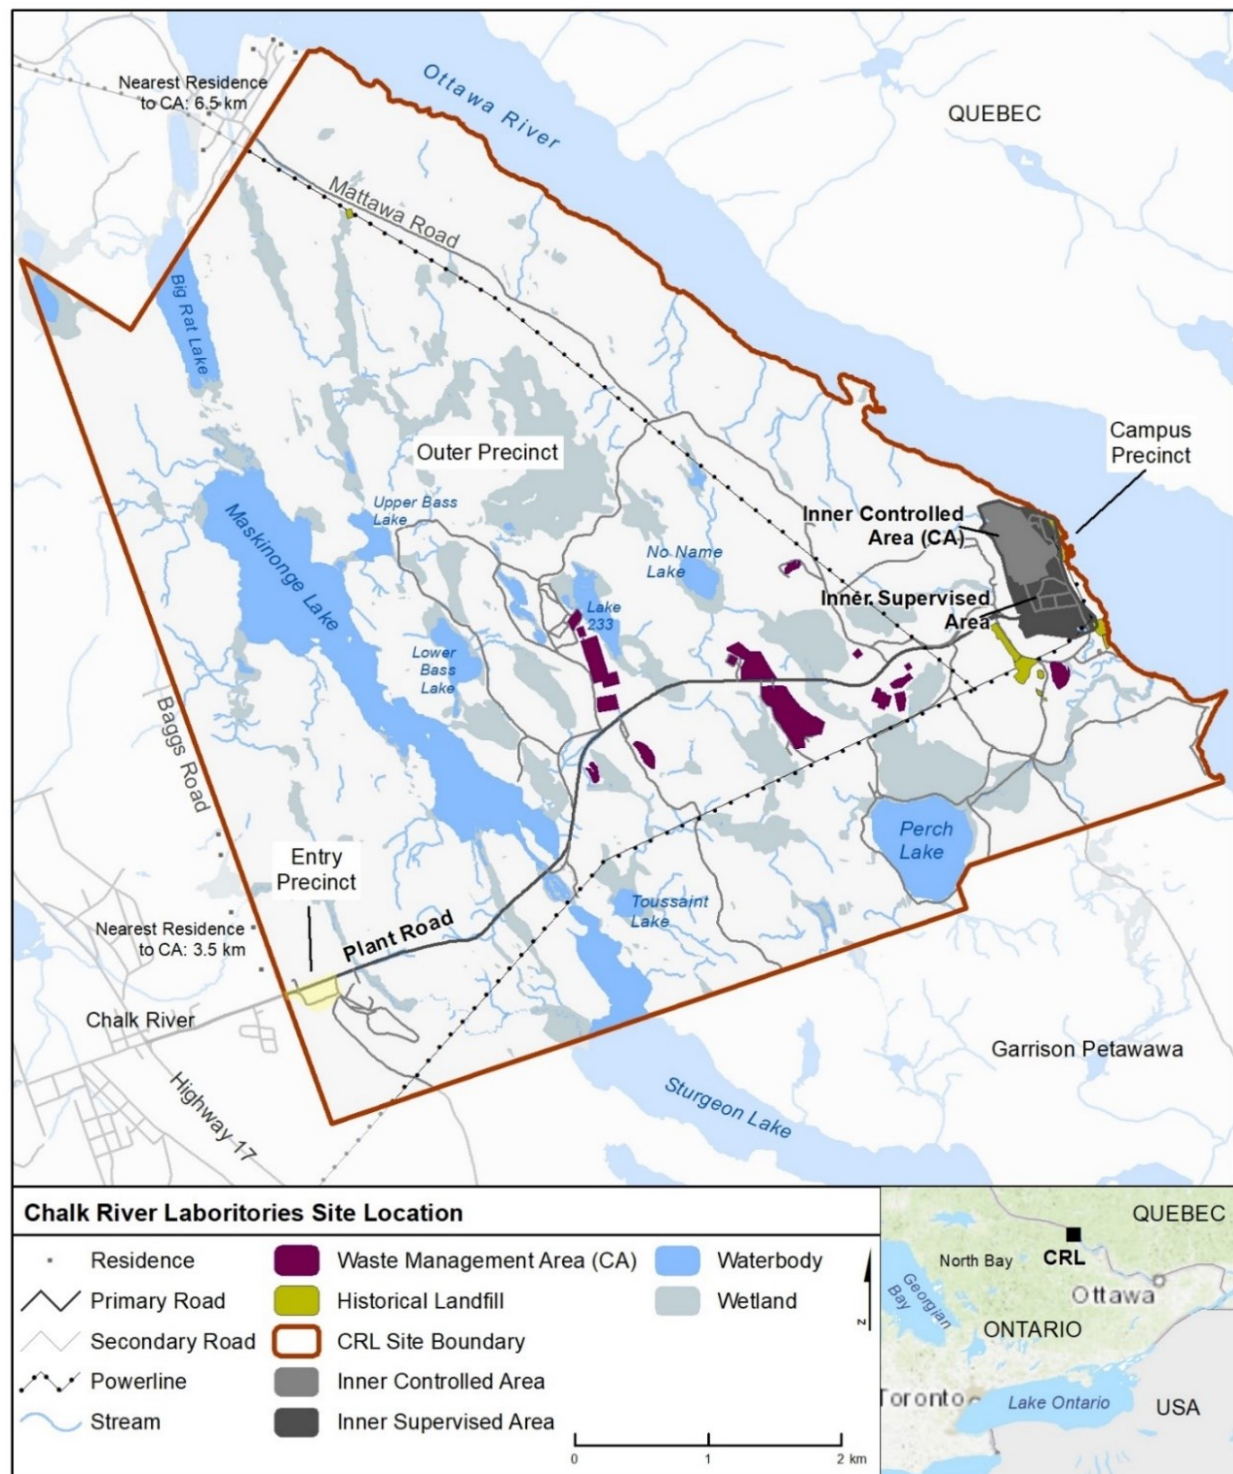 Ottawa River
QUEBEC
Nearest Residence
to CA: 6.5 km
Mattawa Road
Big Rat Lake
Outer Precinct
Campus
Precinct
Upper Bass
Lake
Maskinonge Lake
Inner Controlled
Area (CA)
No Name
Lake
Inner Supervised
Area
Lake
233
Lower
Bass
Lake
Baggs Road
Perch
Lake
Entry
Precinct
Toussaint
Lake
Plant Road
Nearest Residence
to CA: 3.5 km
Chalk River
Garrison Petawawa
Highway 17
Sturgeon Lake
Chalk River Laboritories Site Location
Residence
Primary Road
Secondary Road
Powerline
Stream
Waste Management Area (CA)
Historical Landfill
CRL Site Boundary
Inner Controlled Area
Inner Supervised Area
Waterbody
Wetland
N
0 1 2 km
QUEBEC
North Bay
CRL
Georgian
Bay
Ottawa
ONTARIO
Toronto
Lake Ontario
USA